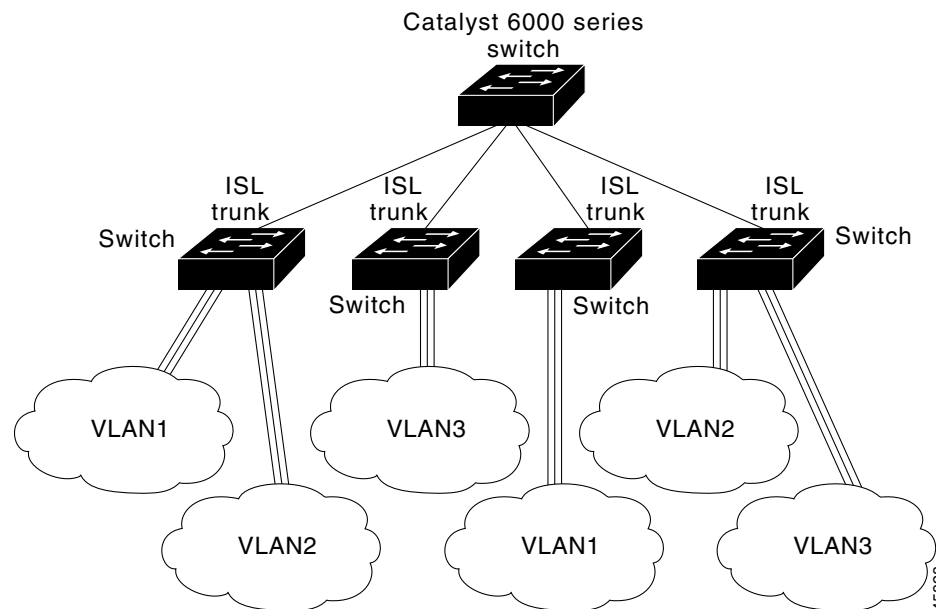 Catalyst 6000 series
switch
ISL
trunk
ISL
trunk
ISL
trunk
ISL
trunk
Switch
Switch
Switch
Switch
VLAN1
VLAN3
VLAN2
VLAN2
VLAN1
VLAN3